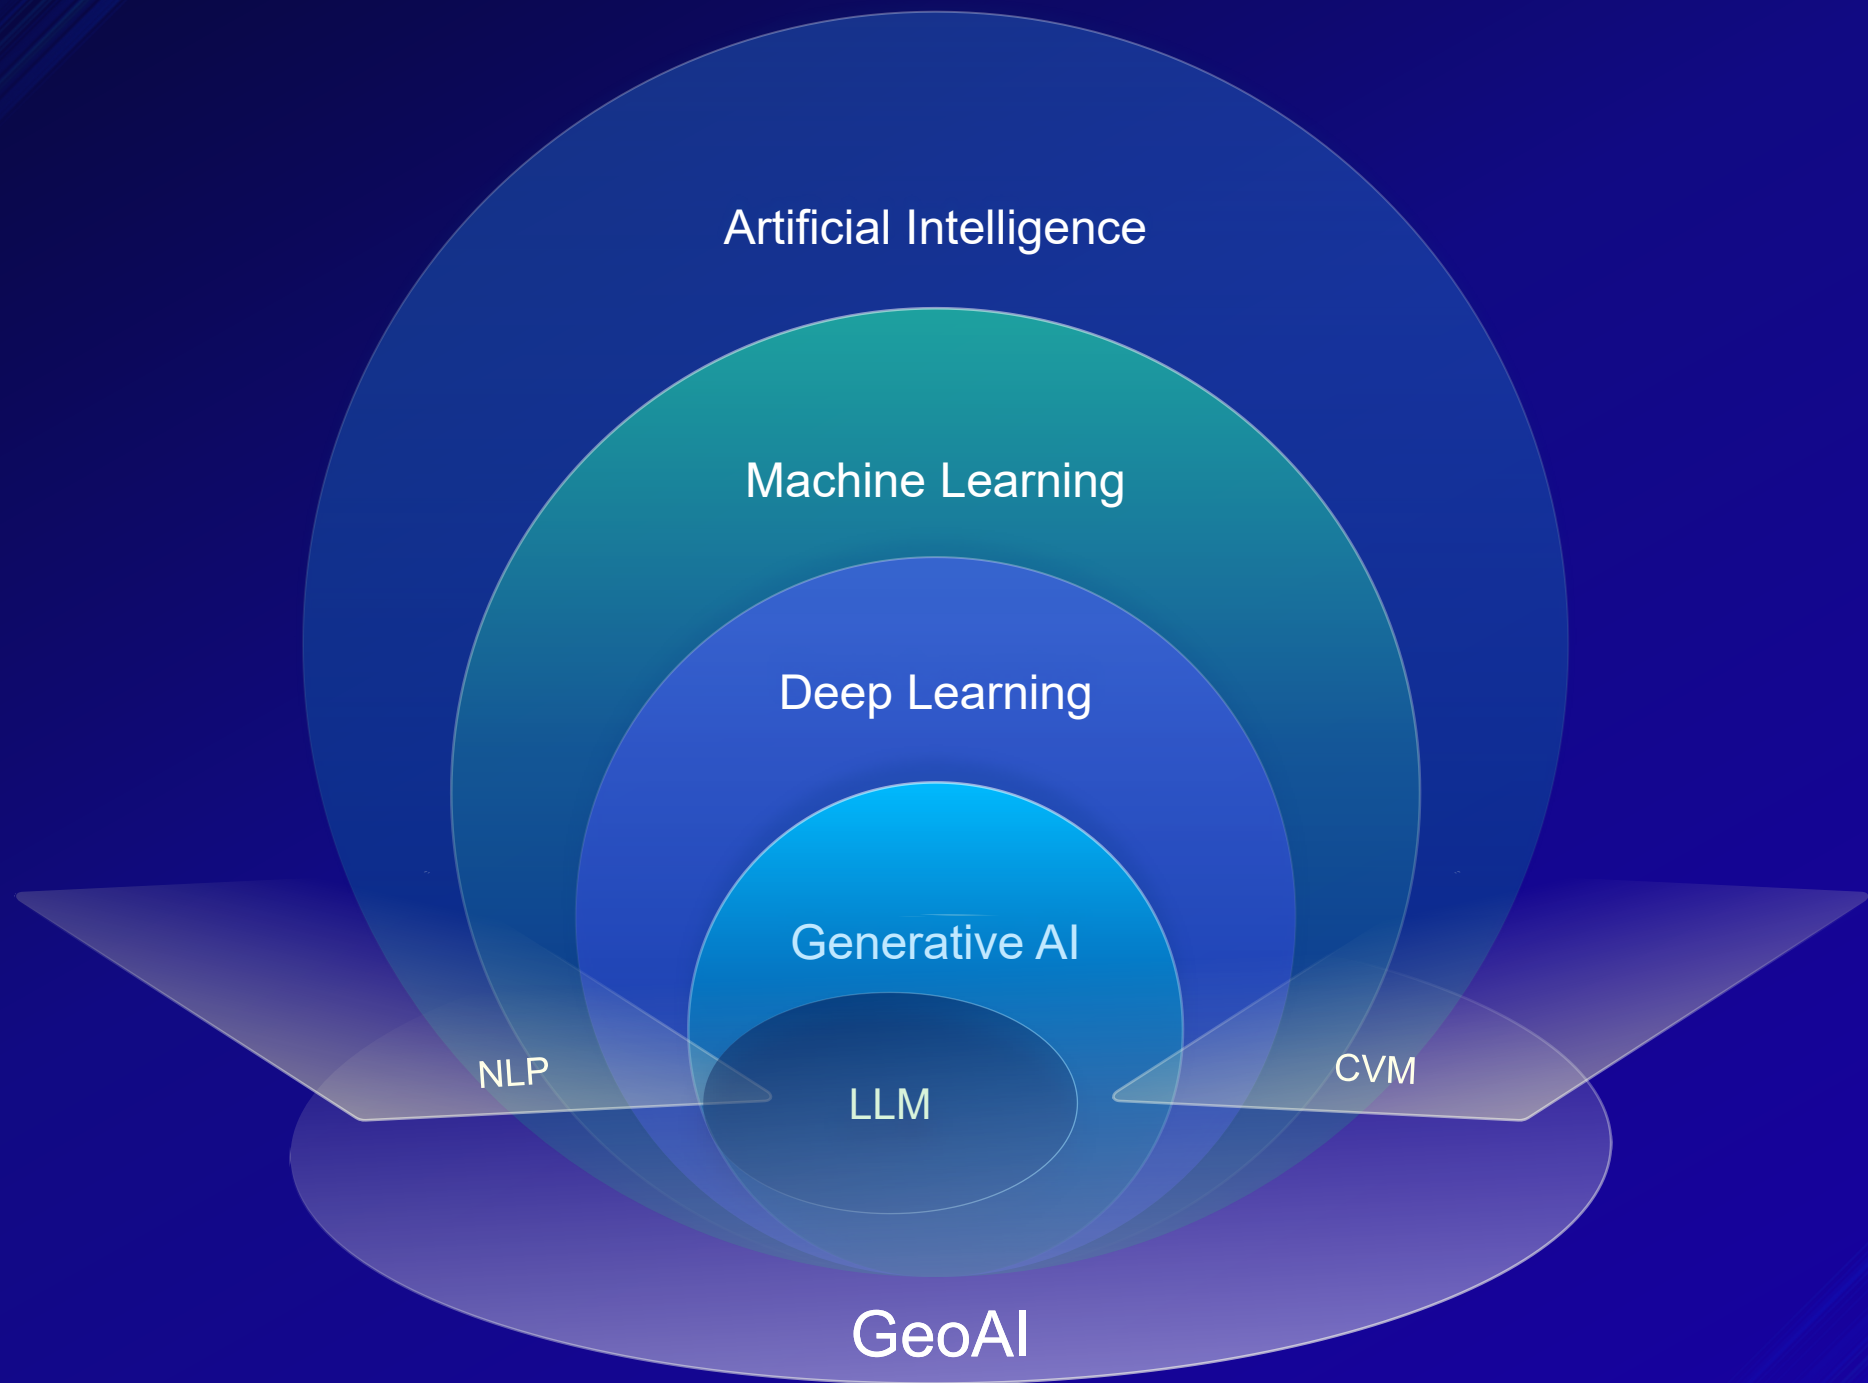 Artificial Intelligence
Machine Learning
Deep Learning
Generative AI
NLP
CVM
LLM
GeoAI